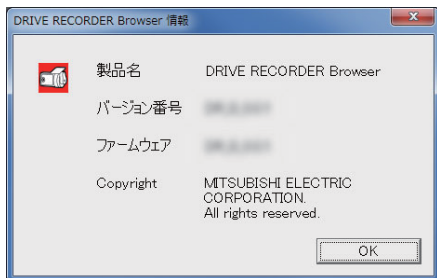 DRIVE RECORDER Browser 情報
製品名 DRIVE RECORDER Browser
バージョン番号
ファームウェア
Copyright MITSUBISHI ELECTRIC
CORPORATION.
All rights reserved.
OK